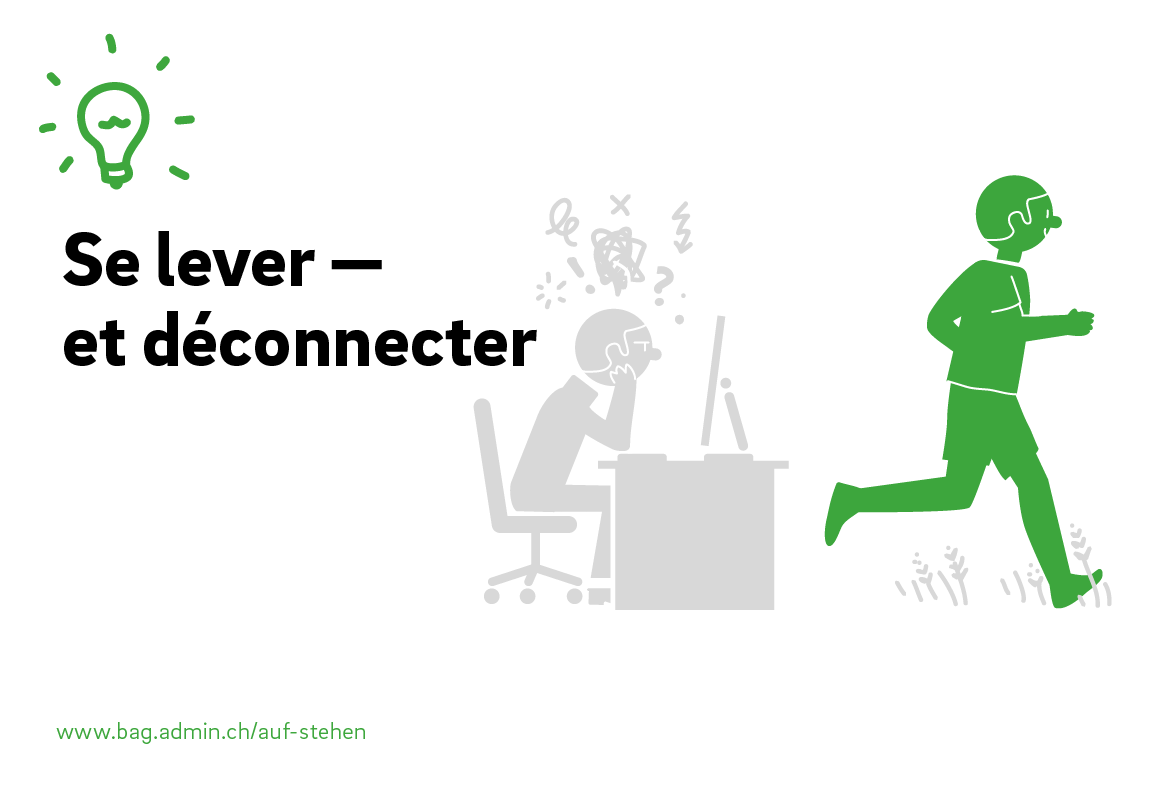 Se lever —
et déconnecter
www.bag.admin.ch/auf-stehen